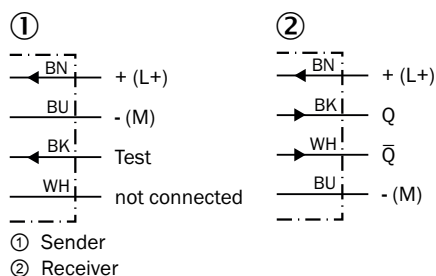 ① ②
BN + (L+)
BU - (M)
BK Test
WH not connected
BN + (L+)
BK Q
WH Q̅
BU - (M)
① Sender
② Receiver